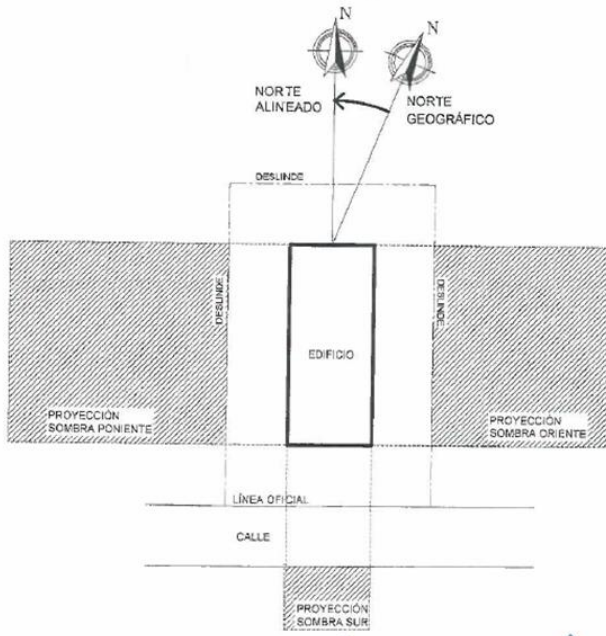 N
N
NORTE
ALINEADO
NORTE
GEOGRÁFICO
DESLINDE
DESLINDE
DESLINDE
EDIFICIO
PROYECCIÓN
SOMBRA PONIENTE
PROYECCIÓN
SOMBRA ORIENTE
LÍNEA OFICIAL
CALLE
PROYECCIÓN
SOMBRA SUR